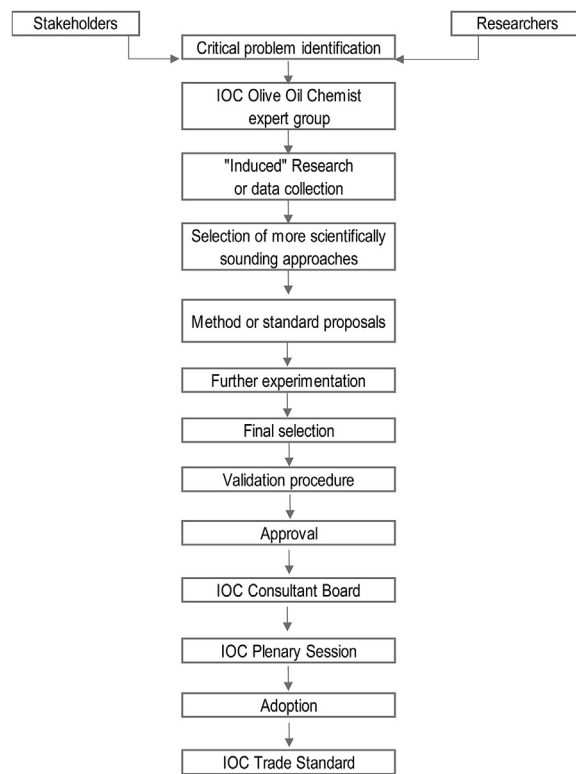 Stakeholders
Researchers
Critical problem identification
IOC Olive Oil Chemist
expert group
"Induced" Research
or data collection
Selection of more scientifically
sounding approaches
Method or standard proposals
Further experimentation
Final selection
Validation procedure
Approval
IOC Consultant Board
IOC Plenary Session
Adoption
IOC Trade Standard